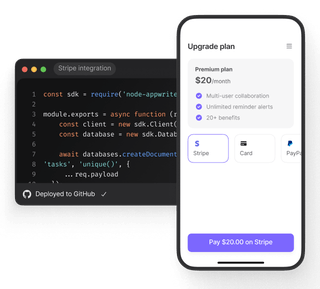 Stripe integration
1
2 const sdk = require('node-appwrite
3
4 module.exports = async function (r
5 const client = new sdk.Client(
6 const database = new sdk.Datab
7
8 await databases.createDocument
9 'tasks', 'unique()', {
10 ...req.payload
})
Deployed to GitHub
Upgrade plan
Premium plan
$20/month
Multi-user collaboration
Unlimited reminder alerts
20+ benefits
S
Stripe
Card
PayPa
Pay $20.00 on Stripe